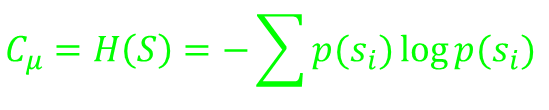 C_μ = H(S) = − ∑ p(s_i) log p(s_i)